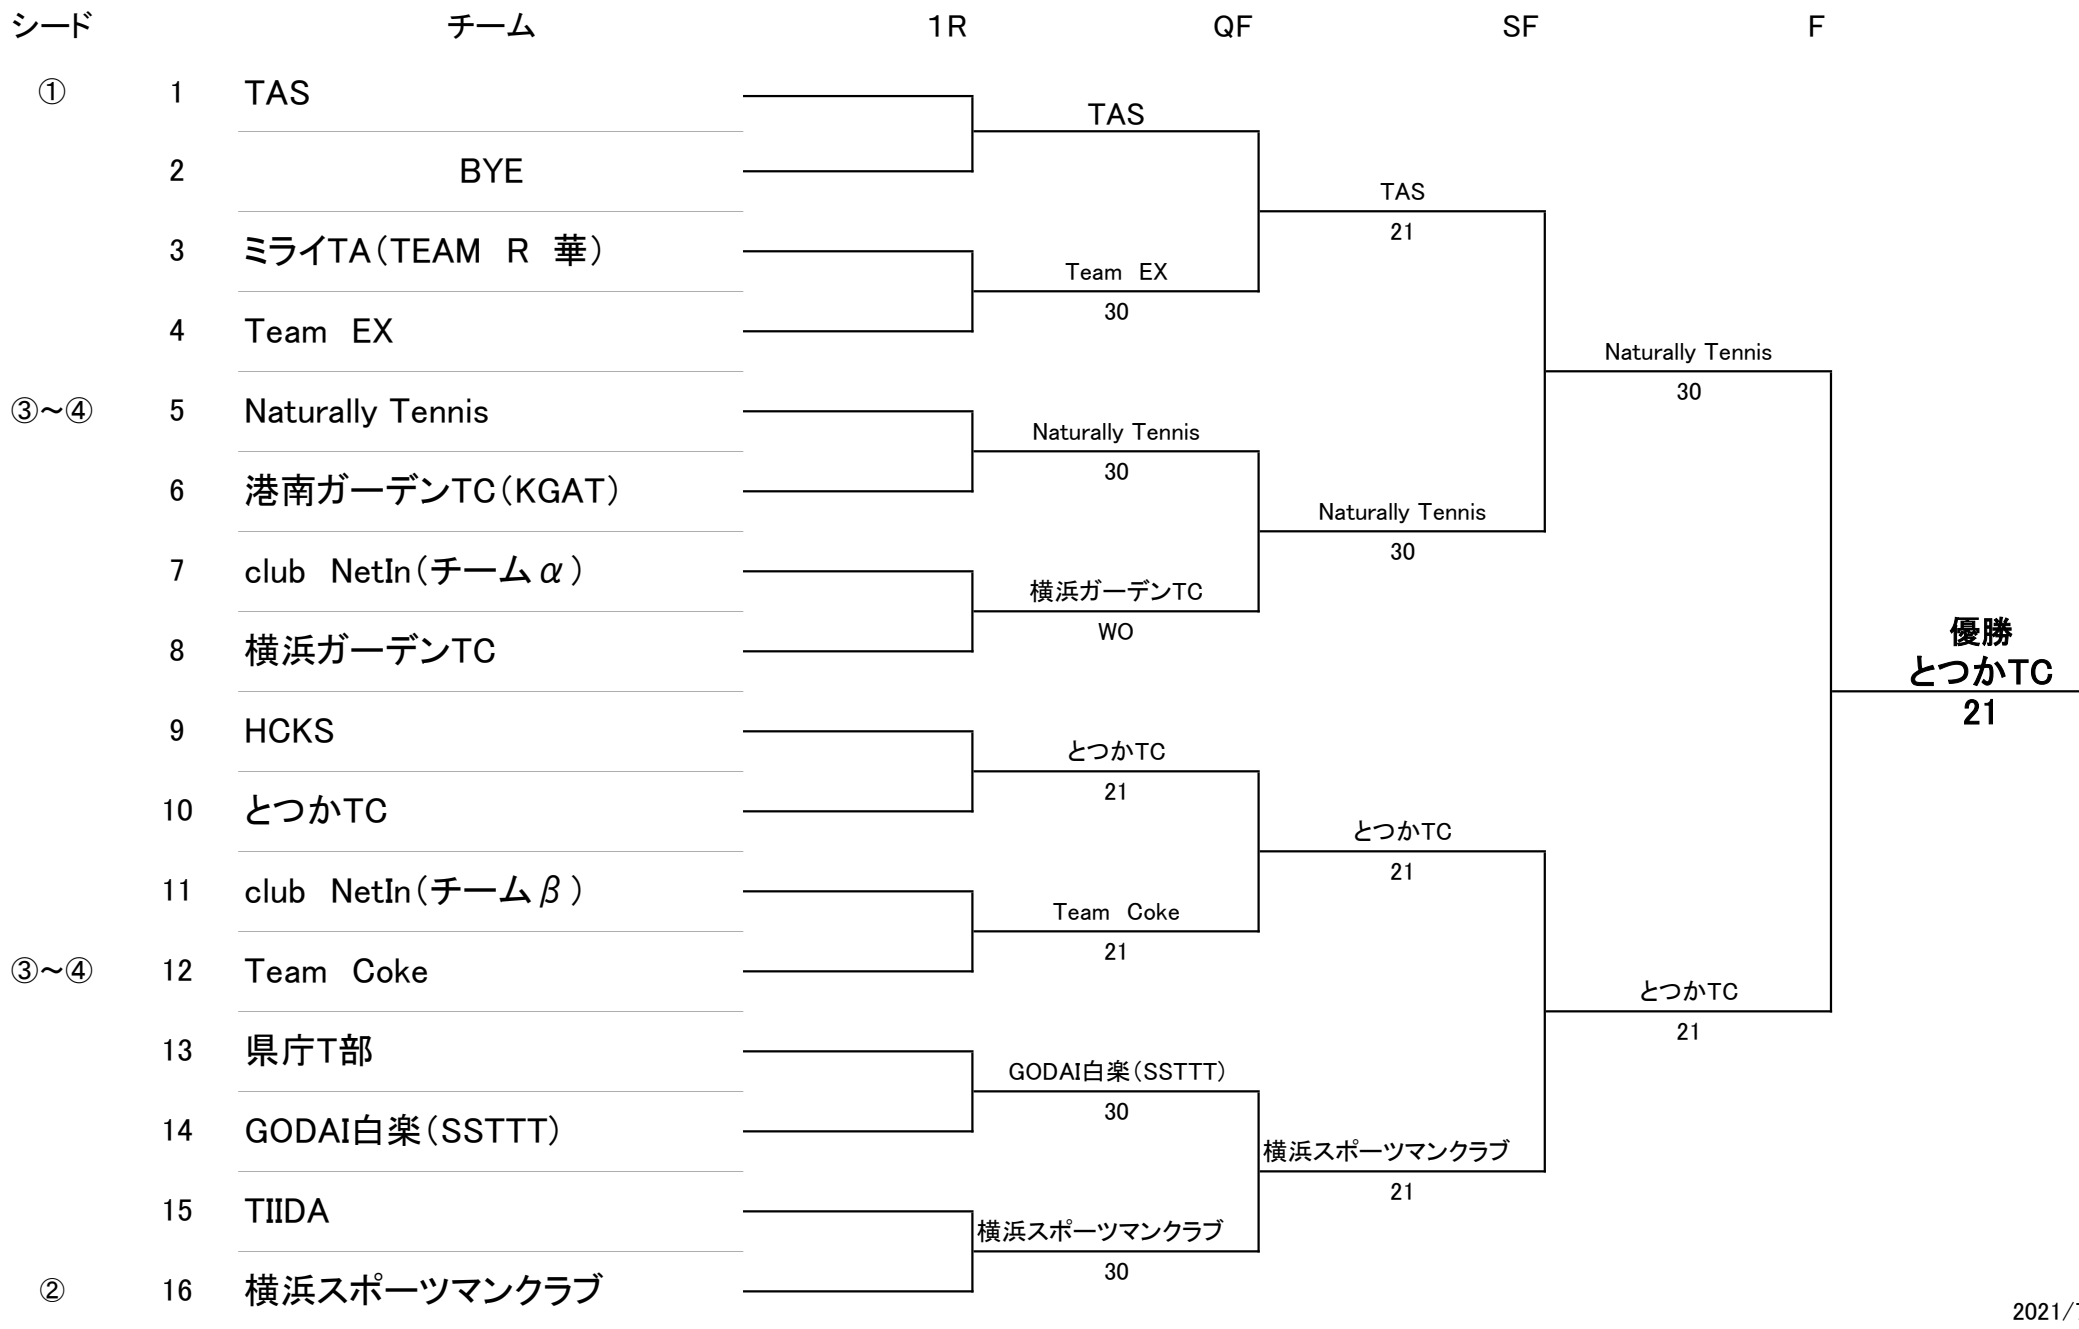 シード チーム 1R QF SF F
① 1 TAS
TAS
2 BYE
TAS
21
3 ミライTA(TEAM R 華)
Team EX
30
4 Team EX
Naturally Tennis
30
③～④ 5 Naturally Tennis
Naturally Tennis
30
6 港南ガーデンTC(KGAT)
Naturally Tennis
30
7 club NetIn(チームα)
横浜ガーデンTC
WO
8 横浜ガーデンTC
優勝
とつかTC
21
9 HCKS
とつかTC
21
10 とつかTC
とつかTC
21
11 club NetIn(チームβ)
Team Coke
21
③～④ 12 Team Coke
とつかTC
21
13 県庁T部
GODAI白楽(SSTTT)
30
14 GODAI白楽(SSTTT)
横浜スポーツマンクラブ
21
15 TIIDA
横浜スポーツマンクラブ
30
② 16 横浜スポーツマンクラブ
2021/